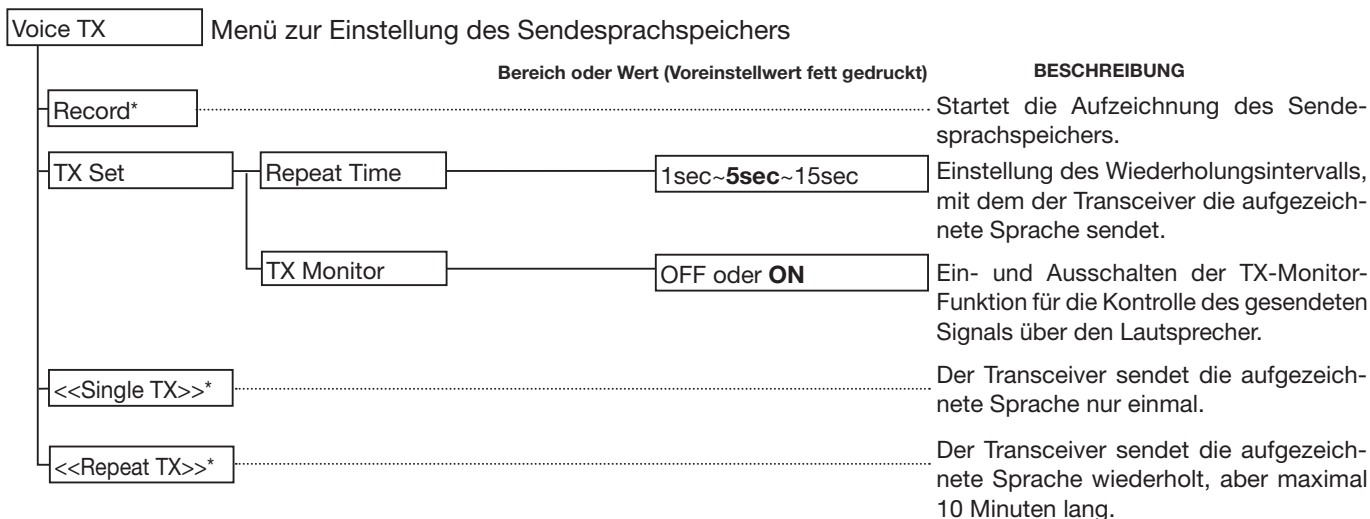 Voice TX Menü zur Einstellung des Sendesprachspeichers
Bereich oder Wert (Voreinstellwert fett gedruckt) BESCHREIBUNG
Record* Startet die Aufzeichnung des Sende-
sprachspeichers.
TX Set Repeat Time 1sec~5sec~15sec Einstellung des Wiederholungsintervalls,
mit dem der Transceiver die aufgezeich-
nete Sprache sendet.
TX Monitor OFF oder ON Ein- und Ausschalten der TX-Monitor-
Funktion für die Kontrolle des gesendeten
Signals über den Lautsprecher.
<<Single TX>>* Der Transceiver sendet die aufgezeich-
nete Sprache nur einmal.
<<Repeat TX>>* Der Transceiver sendet die aufgezeich-
nete Sprache wiederholt, aber maximal
10 Minuten lang.